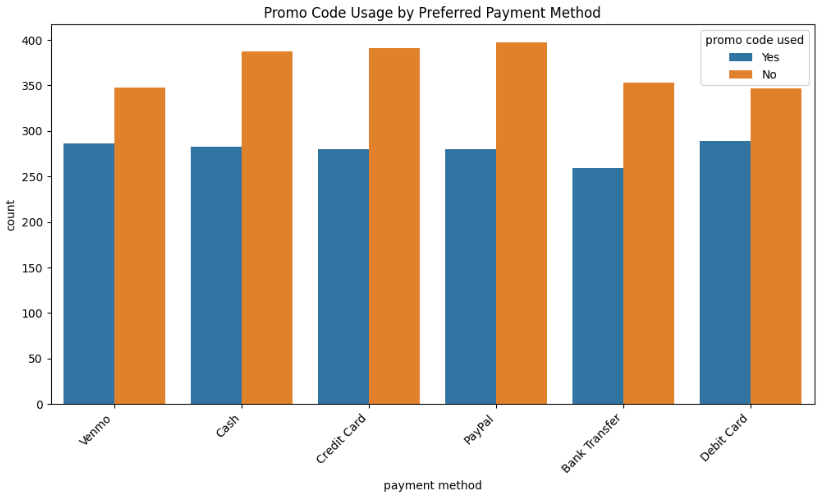 Promo Code Usage by Preferred Payment Method
promo code used
Yes
No
400
350
300
250
200
150
100
50
0
count
Venmo
Cash
Credit Card
PayPal
Bank Transfer
Debit Card
payment method